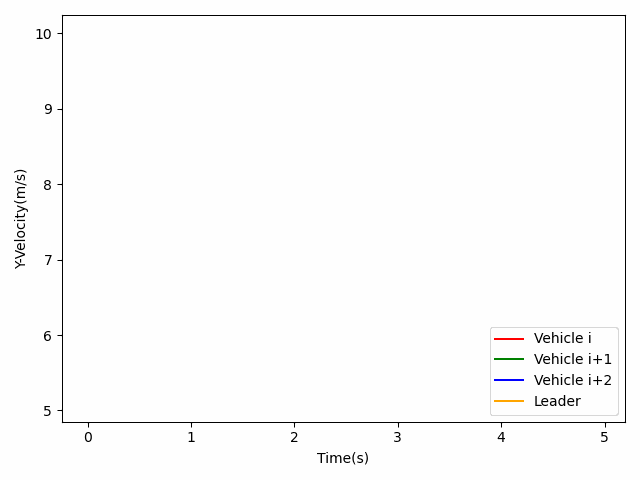 10
9
8
7
6
5
Y-Velocity(m/s)
Vehicle i
Vehicle i+1
Vehicle i+2
Leader
0 1 2 3 4 5
Time(s)